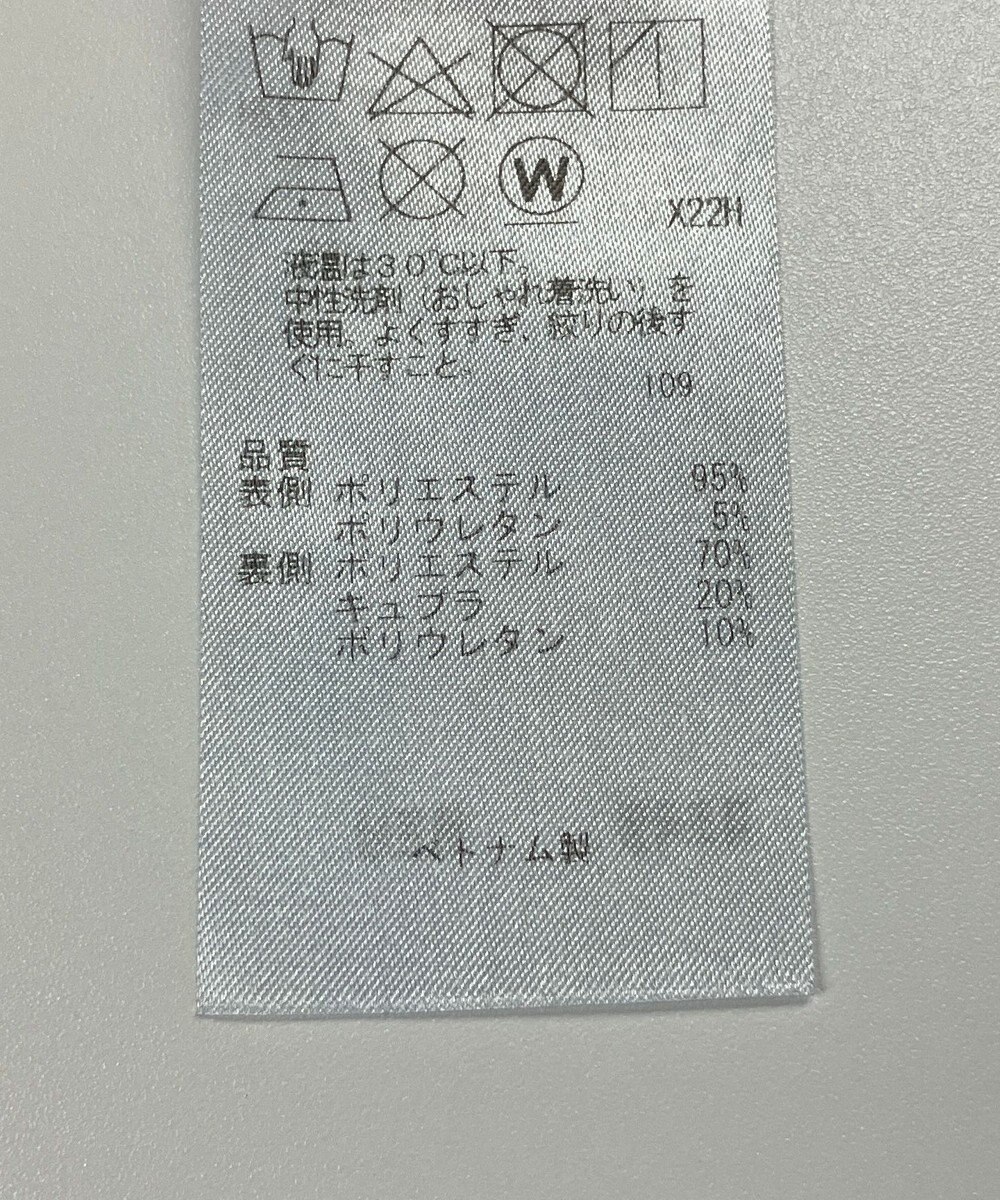 W
X22H
液温は30℃以下。
中性洗剤(おしゃれ着洗い)を
使用、よくすすぎ、絞りの後す
ぐに干すこと。
109
品質
表側 ポリエステル 95%
ポリウレタン 5%
裏側 ポリエステル 70%
キュプラ 20%
ポリウレタン 10%
ベトナム製